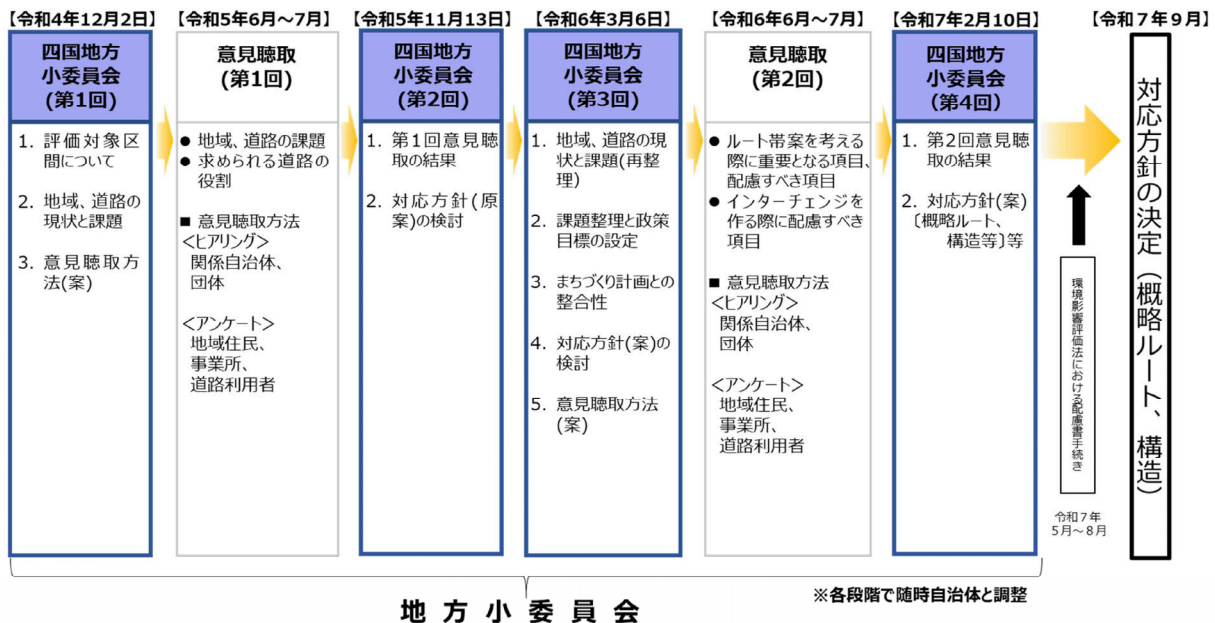 【令和4年12月2日】
四国地方
小委員会
(第1回)
1. 評価対象区
間について
2. 地域、道路の
現状と課題
3. 意見聴取方
法(案)
【令和5年6月～7月】
意見聴取
(第1回)
● 地域、道路の課題
● 求められる道路の
役割
■ 意見聴取方法
＜ヒアリング＞
関係自治体、
団体
＜アンケート＞
地域住民、
事業所、
道路利用者
【令和5年11月13日】
四国地方
小委員会
(第2回)
1. 第1回意見聴
取の結果
2. 対応方針(原
案)の検討
【令和6年3月6日】
四国地方
小委員会
(第3回)
1. 地域、道路の現
状と課題(再整
理)
2. 課題整理と政策
目標の設定
3. まちづくり計画との
整合性
4. 対応方針(案)の
検討
5. 意見聴取方法
(案)
【令和6年6月～7月】
意見聴取
(第2回)
● ルート帯案を考える
際に重要となる項目、
配慮すべき項目
● インターチェンジを
作る際に配慮すべき
項目
■ 意見聴取方法
＜ヒアリング＞
関係自治体、
団体
＜アンケート＞
地域住民、
事業所、
道路利用者
【令和7年2月10日】
四国地方
小委員会
（第4回）
1. 第2回意見聴
取の結果
2. 対応方針(案)
〔概略ルート、
構造等〕等
環境影響評価法における配慮書手続き
令和７年
５月～８月
【令和７年９月】
対応方針の決定（概略ルート、構造）
地方小委員会
※各段階で随時自治体と調整